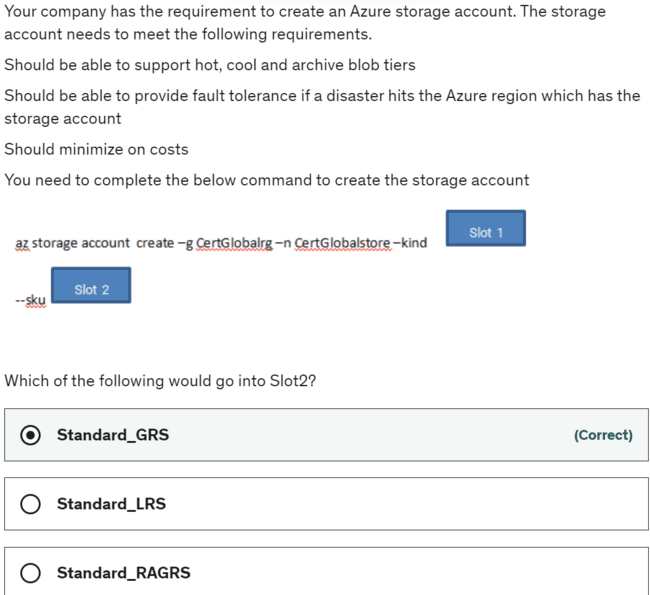 Your company has the requirement to create an Azure storage account. The storage
account needs to meet the following requirements.
Should be able to support hot, cool and archive blob tiers
Should be able to provide fault tolerance if a disaster hits the Azure region which has the
storage account
Should minimize on costs
You need to complete the below command to create the storage account
az storage account create –g CertGlobalrg –n CertGlobalstore –kind Slot 1
--sku Slot 2
Which of the following would go into Slot2?
Standard_GRS (Correct)
Standard_LRS
Standard_RAGRS